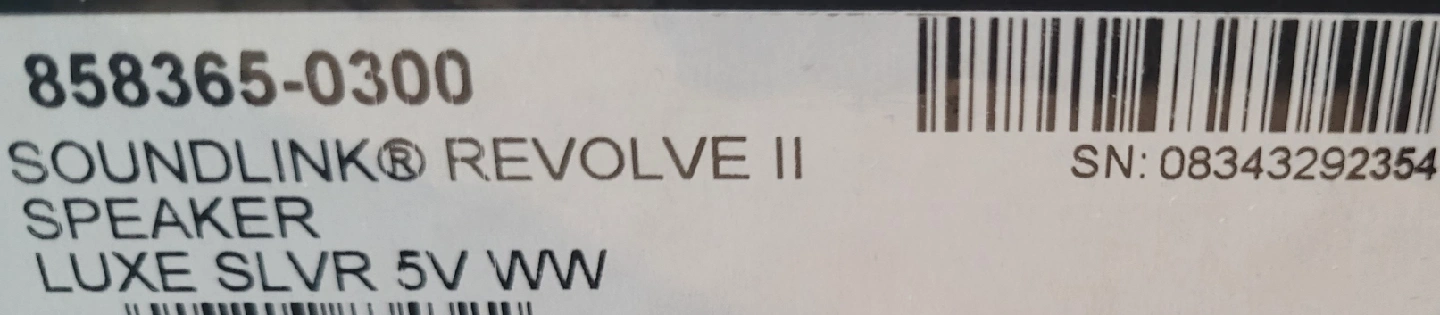 858365-0300
SOUNDLINK® REVOLVE II
SPEAKER
LUXE SLVR 5V WW
SN: 08343292354